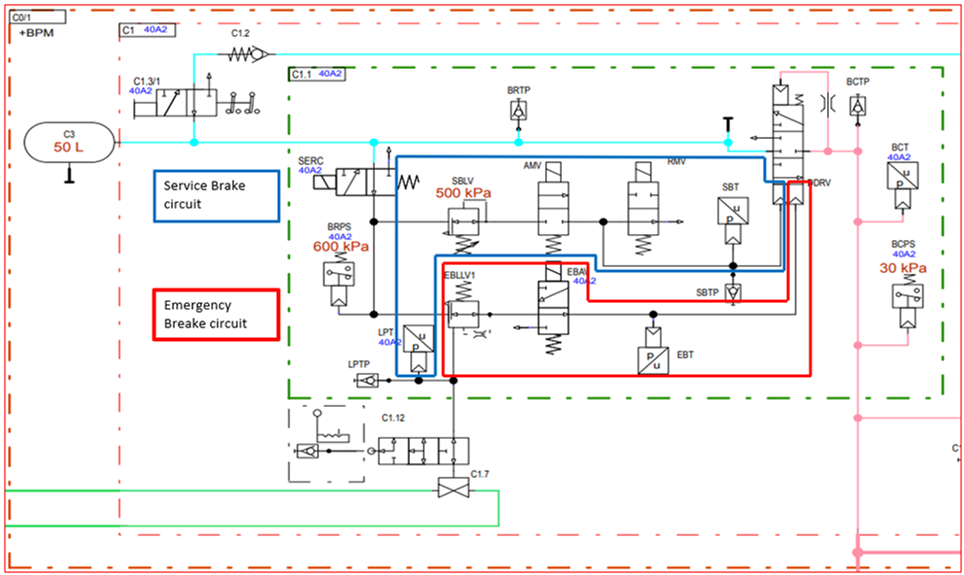 C0/1
+BPM
C1 40A2
C1.2
C1.3/1
40A2
C1.1 40A2
BRTP
BCTP
C3
50 L
SERC
40A2
AMV
RMV
BCT
40A2
SBLV
500 kPa
SBT
DDRV
Service Brake
circuit
BRPS
40A2
600 kPa
BCPS
40A2
30 kPa
EBLLV1
EBAV
40A2
SBTP
Emergency
Breake circuit
LPT
40A2
EBT
LPTP
C1.12
C1.7
u
p
u
p
u
p
p
u